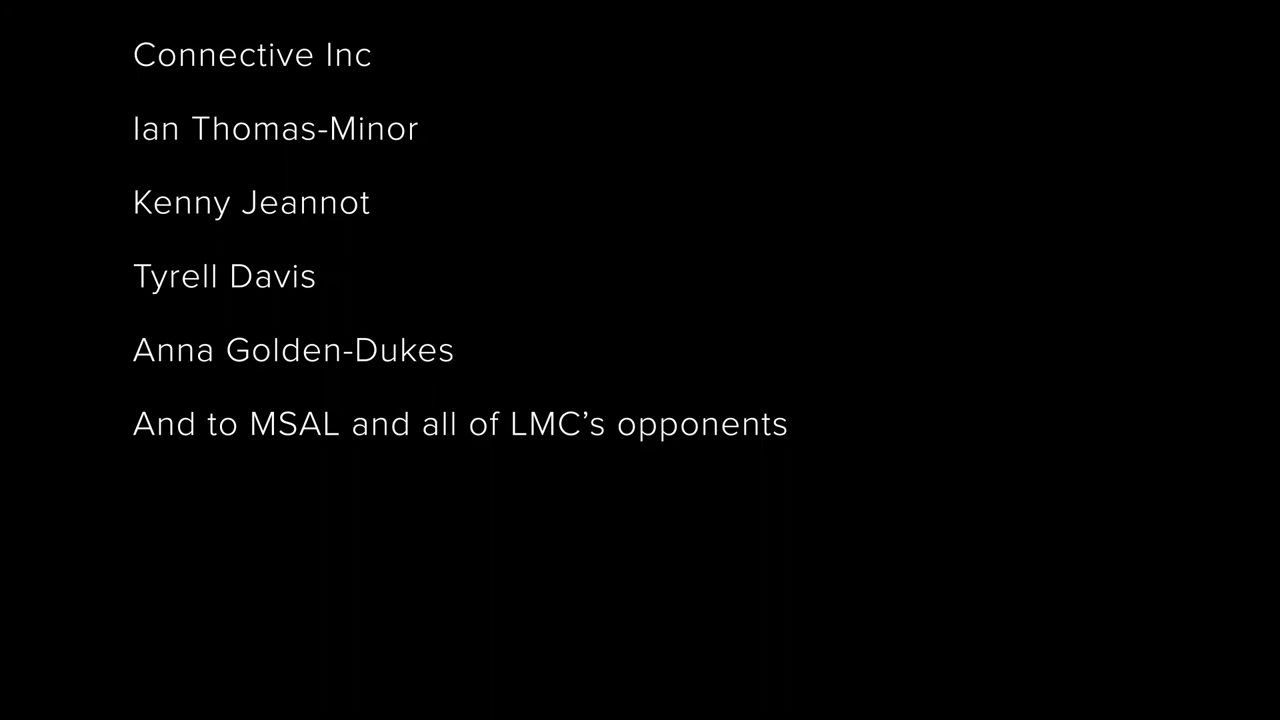 Connective Inc
Ian Thomas-Minor
Kenny Jeannot
Tyrell Davis
Anna Golden-Dukes
And to MSAL and all of LMC’s opponents